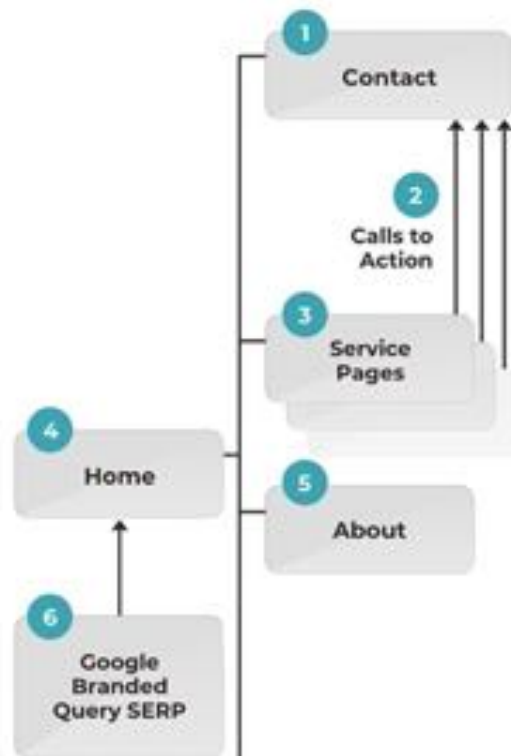 1
Contact
2
Calls to
Action
3
Service
Pages
4
Home
5
About
6
Google
Branded
Query SERP